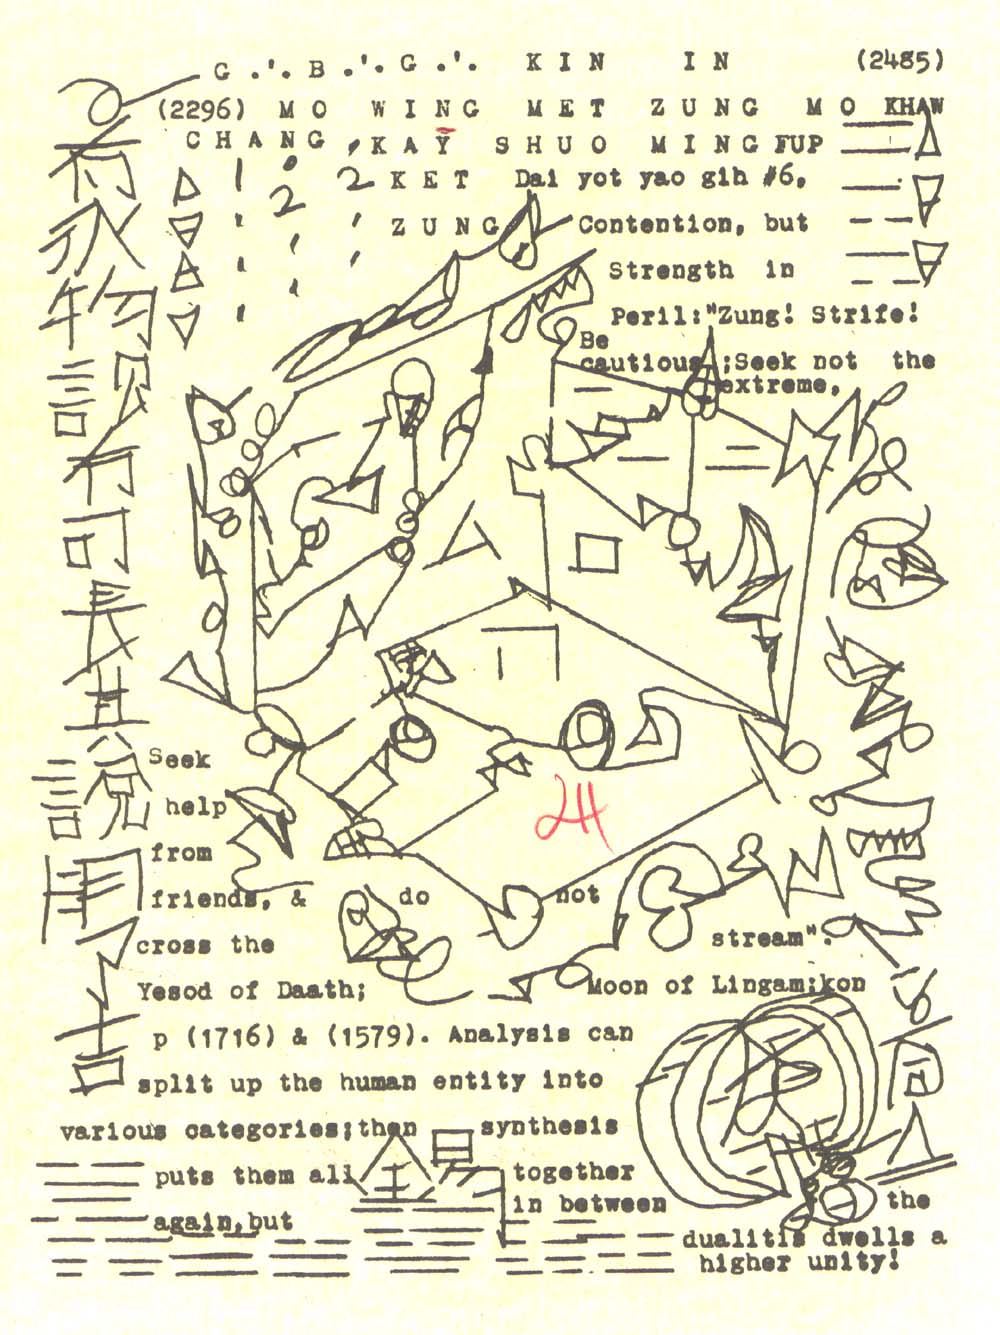 G .'. B .'. G .'. KIN IN (2485)
(2296) MO WING MET ZUNG MO KHAW
CHANG , KAY SHUO MING FUP
2 KET Dai yot yao gih #6,
2
ZUNG Contention, but
Strength in
Peril:"Zung! Strife!
Be
cautious ;Seek not the
extreme,
Seek
help
from
friends, & do not
cross the stream".
Yesod of Daath; Moon of Lingam;kon
p (1716) & (1579). Analysis can
split up the human entity into
various categories;then synthesis
puts them all together
in between the
again,but dualitis dwells a
higher unity!
24